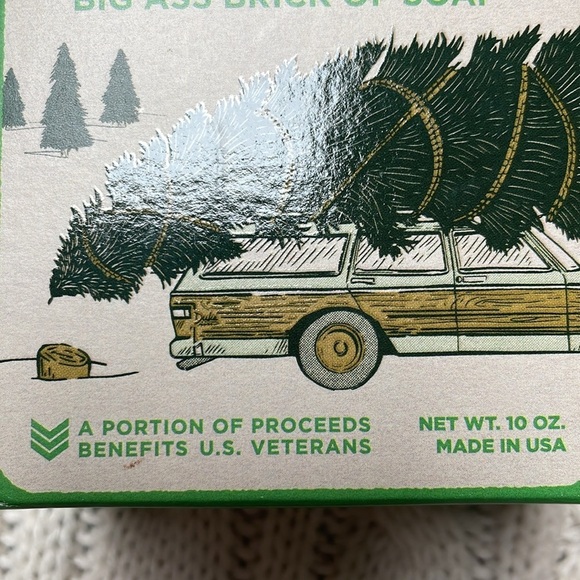 BIG ASS BRICK OF SOAP
A PORTION OF PROCEEDS
BENEFITS U.S. VETERANS
NET WT. 10 OZ.
MADE IN USA